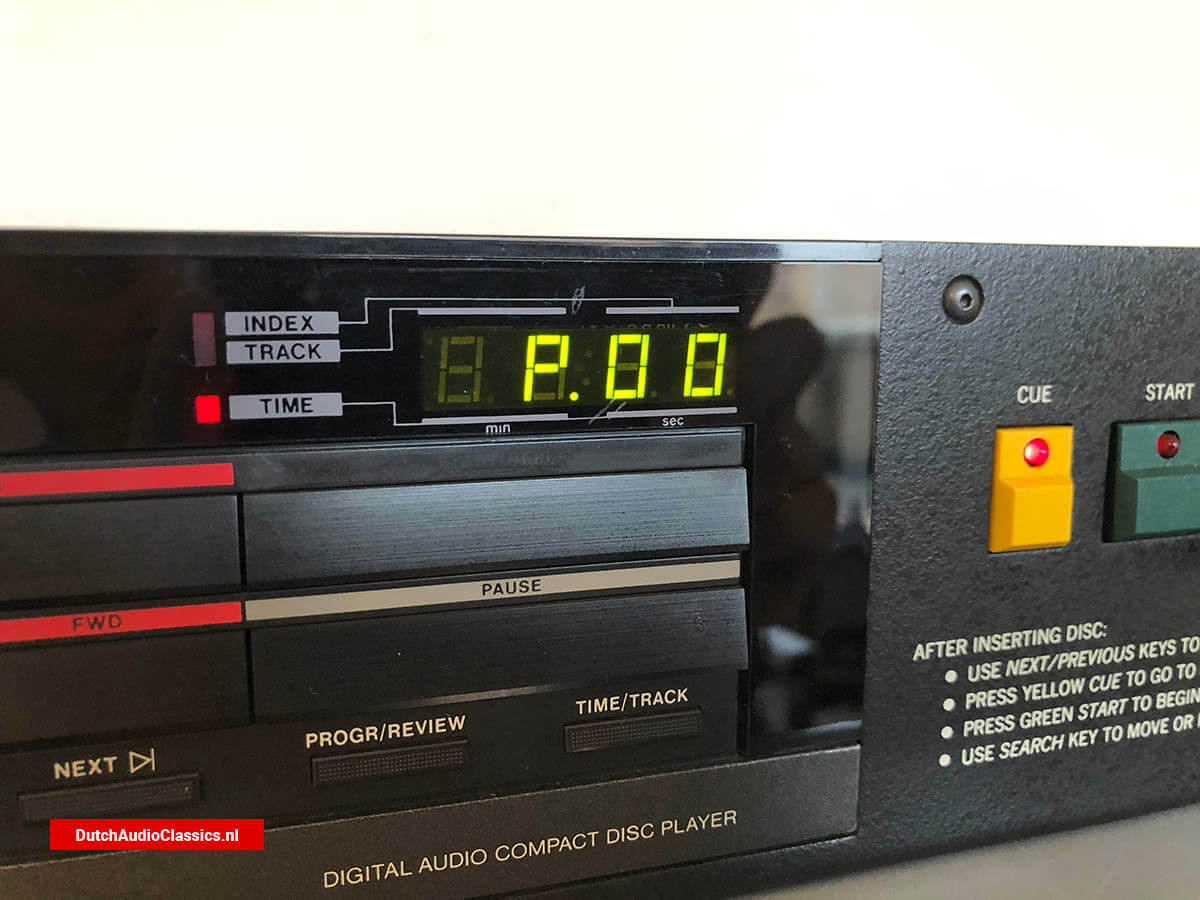 INDEX
TRACK
TIME
P.00
min
sec
CUE
START
PAUSE
FWD
AFTER INSERTING DISC:
● USE NEXT/PREVIOUS KEYS TO
● PRESS YELLOW CUE TO GO TO
● PRESS GREEN START TO BEGIN
● USE SEARCH KEY TO MOVE OR
TIME/TRACK
PROGR/REVIEW
NEXT
DutchAudioClassics.nl
DIGITAL AUDIO COMPACT DISC PLAYER